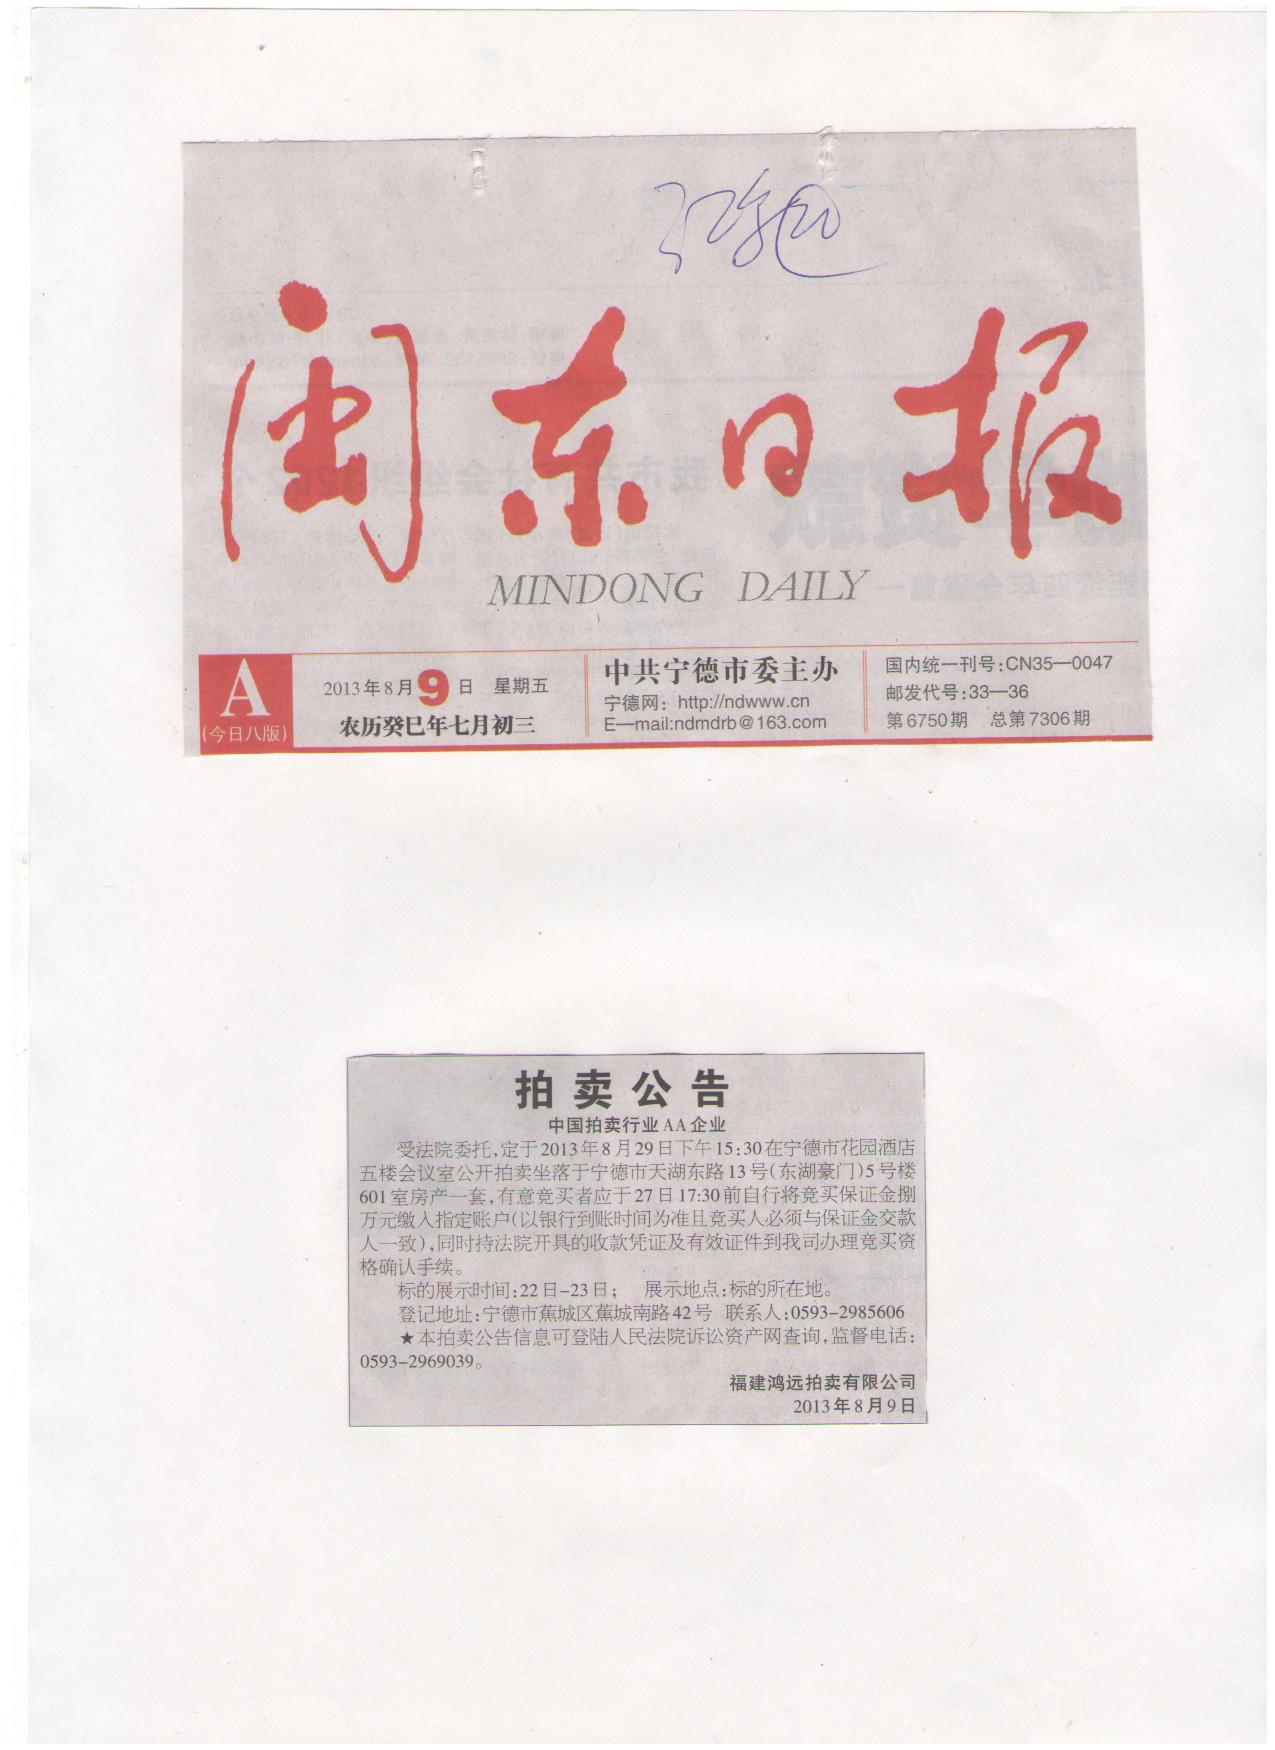 闽东日报
MINDONG DAILY
A
(今日八版)
2013年8月9日 星期五
农历癸巳年七月初三
中共宁德市委主办
宁德网：http://ndwww.cn
E—mail:ndmdrb@163.com
国内统一刊号:CN35—0047
邮发代号:33—36
第6750期 总第7306期
拍卖公告
中国拍卖行业AA企业
受法院委托,定于2013年8月29日下午15:30在宁德市花园酒店
五楼会议室公开拍卖坐落于宁德市天湖东路13号(东湖豪门)5号楼
601室房产一套,有意竞买者应于27日17:30前自行将竞买保证金捌
万元缴入指定账户(以银行到账时间为准且竞买人必须与保证金交款
人一致),同时持法院开具的收款凭证及有效证件到我司办理竞买资
格确认手续。
标的展示时间:22日-23日； 展示地点:标的所在地。
登记地址:宁德市蕉城区蕉城南路42号 联系人:0593-2985606
★本拍卖公告信息可登陆人民法院诉讼资产网查询,监督电话:
0593-2969039。
福建鸿远拍卖有限公司
2013年8月9日